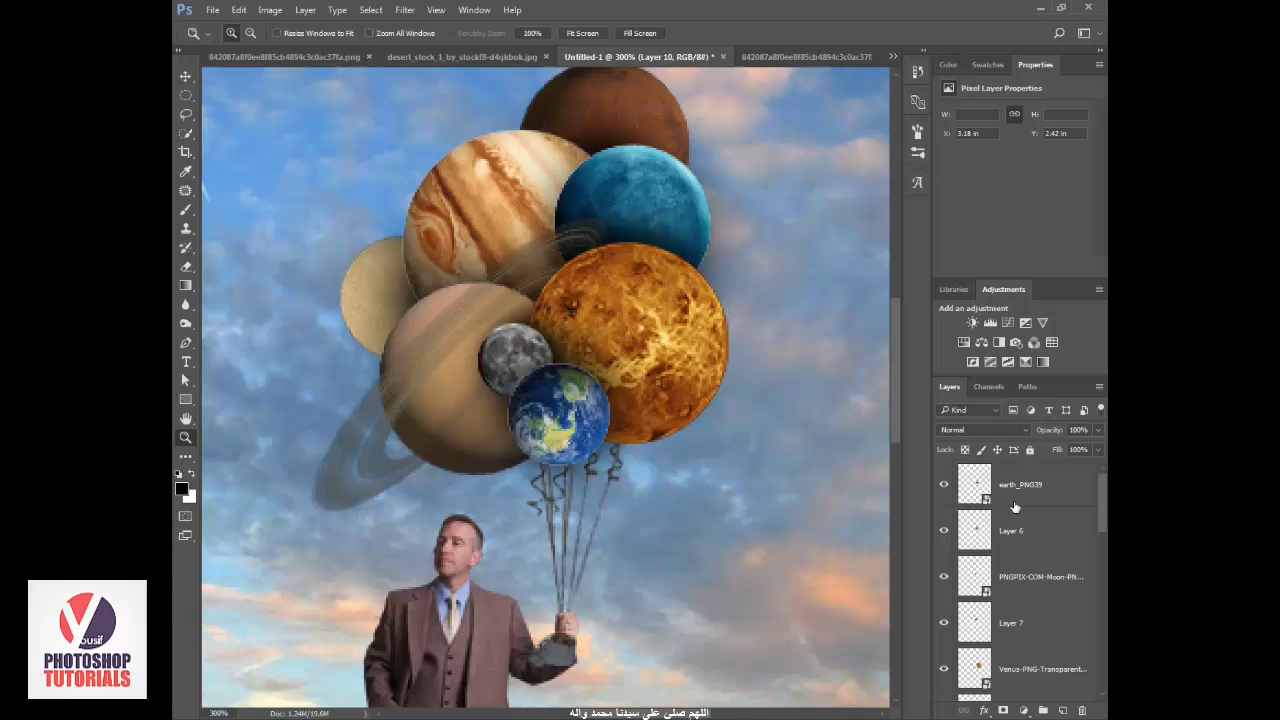 Ps File Edit Image Layer Type Select Filter View Window Help
Resize Windows to Fit Zoom All Windows Scrubby Zoom 100% Fit Screen Fill Screen
842087a8f0ee8f85cb4894c3c0ac37fa.png × desert_stock_1_by_stockf8-d4qkbok.jpg × Untitled-1 @ 300% (Layer 10, RGB/8#) * × 842087a8f0ee8f85cb4894c3c0ac37f
Color Swatches Properties
Pixel Layer Properties
W: H:
X: 3.18 in Y: 2.42 in
Libraries Adjustments
Add an adjustment
Layers Channels Paths
Kind
Normal Opacity: 100%
Lock: Fill: 100%
earth_PNG39
Layer 6
PNGPIX-COM-Moon-PN...
Layer 7
Venus-PNG-Transparent...
fx
300% Doc: 1.24M/19.6M
اللهم صلى على سيدنا محمد واله
Yousif
PHOTOSHOP
TUTORIALS